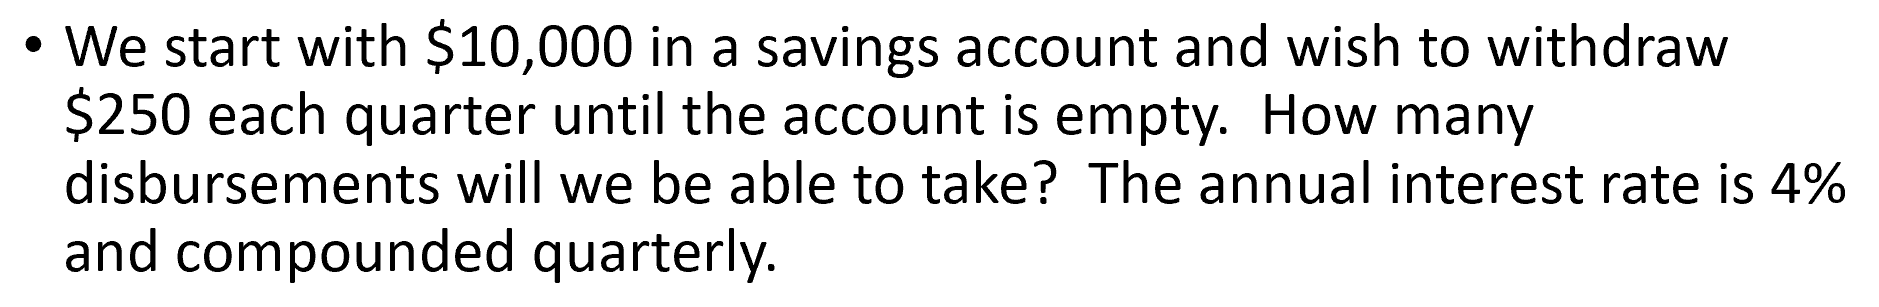 • We start with $10,000 in a savings account and wish to withdraw
$250 each quarter until the account is empty.  How many
disbursements will we be able to take?  The annual interest rate is 4%
and compounded quarterly.